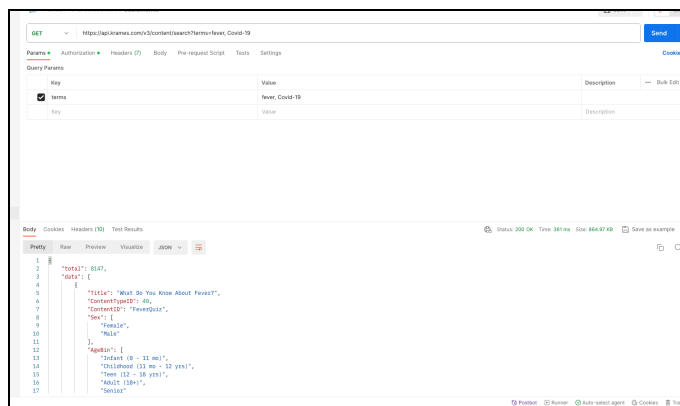 GET https://api.krames.com/v3/content/search?terms=fever, Covid-19 Send
Params Authorization Headers (7) Body Pre-request Script Tests Settings Cookie
Query Params
Key Value Description Bulk Edit
terms fever, Covid-19
Key Value Description
Body Cookies Headers (10) Test Results Status: 200 OK Time: 381 ms Size: 864.97 KB Save as example
Pretty Raw Preview Visualize JSON
1 {
2 "total": 8147,
3 "data": [
4 {
5 "Title": "What Do You Know About Fever?",
6 "ContentTypeID": 40,
7 "ContentID": "FeverQuiz",
8 "Sex": [
9 "Female",
10 "Male"
11 ],
12 "AgeBin": [
13 "Infant (0 - 11 mo)",
14 "Childhood (11 mo - 12 yrs)",
15 "Teen (12 - 18 yrs)",
16 "Adult (18+)",
17 "Senior"
Postbot Runner Auto-select agent Cookies